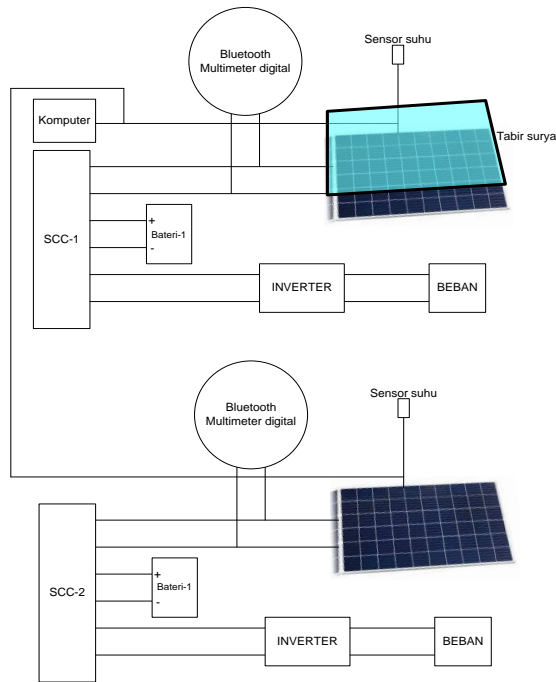 Bluetooth
Multimeter digital
Sensor suhu
Komputer
Tabir surya
SCC-1
+
Bateri-1
-
INVERTER
BEBAN
Bluetooth
Multimeter digital
Sensor suhu
SCC-2
+
Bateri-1
-
INVERTER
BEBAN